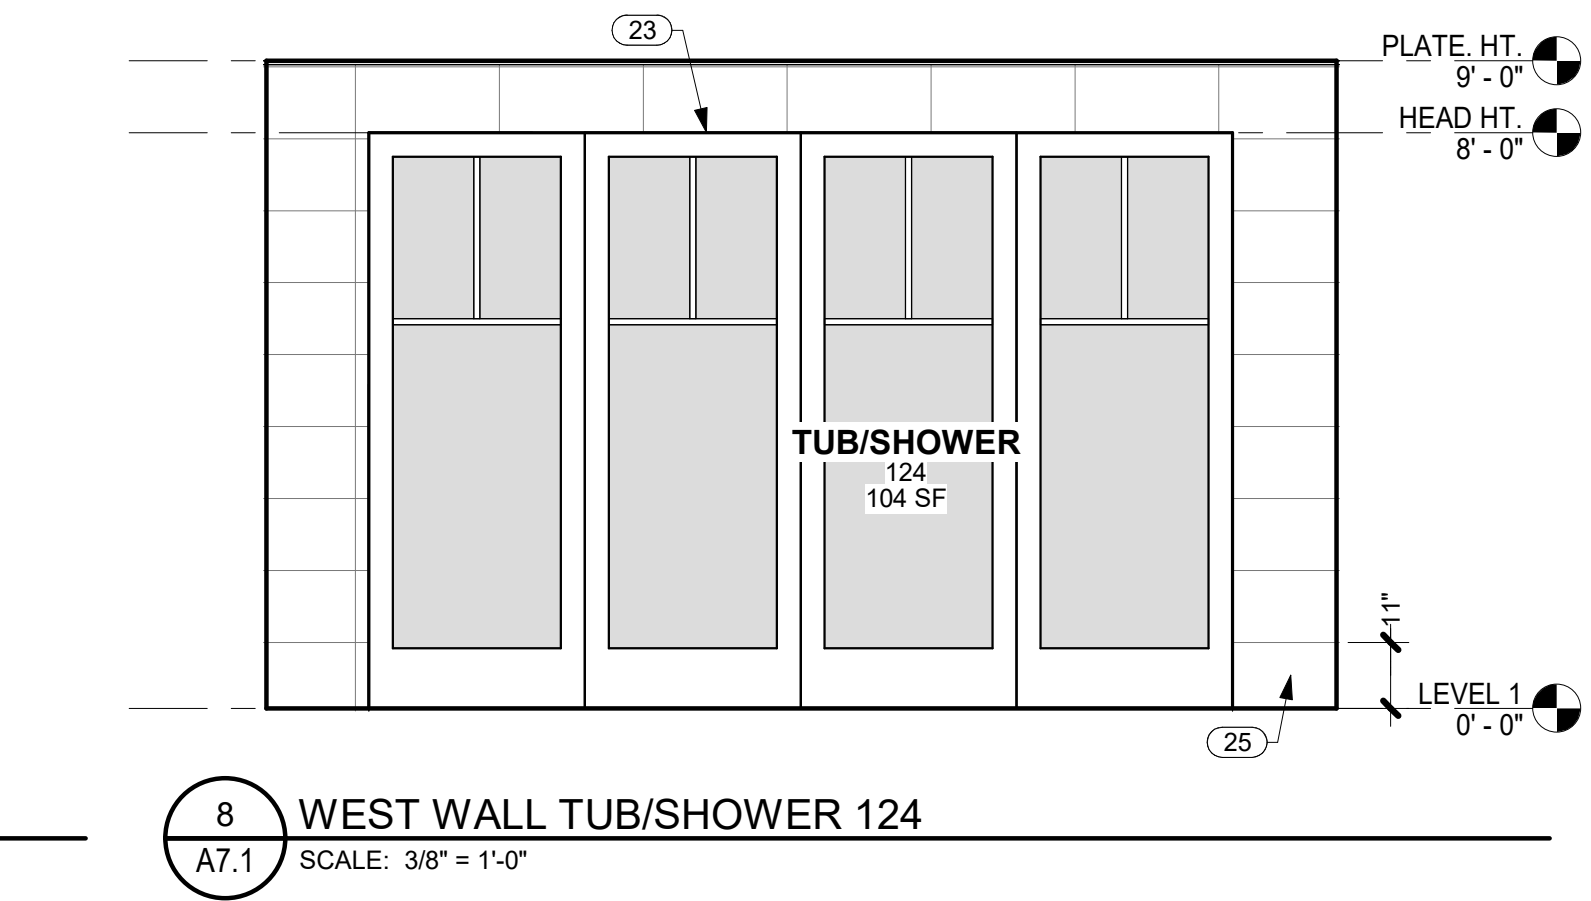 23
PLATE. HT.
9' - 0"
HEAD HT.
8' - 0"
TUB/SHOWER
124
104 SF
11"
LEVEL 1
0' - 0"
25
8
WEST WALL TUB/SHOWER 124
A7.1
SCALE: 3/8" = 1'-0"